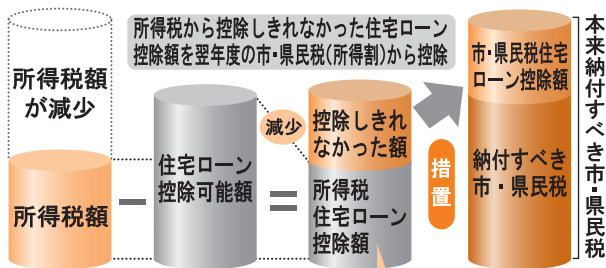 所得税から控除しきれなかった住宅ローン
控除額を翌年度の市・県民税(所得割)から控除
所得税額
が減少
所得税額
住宅ローン
控除可能額
減少
控除しきれ
なかった額
所得税
住宅ローン
控除額
措置
市・県民税住宅
ローン控除額
納付すべき
市・県民税
本来納付すべき市・県民税